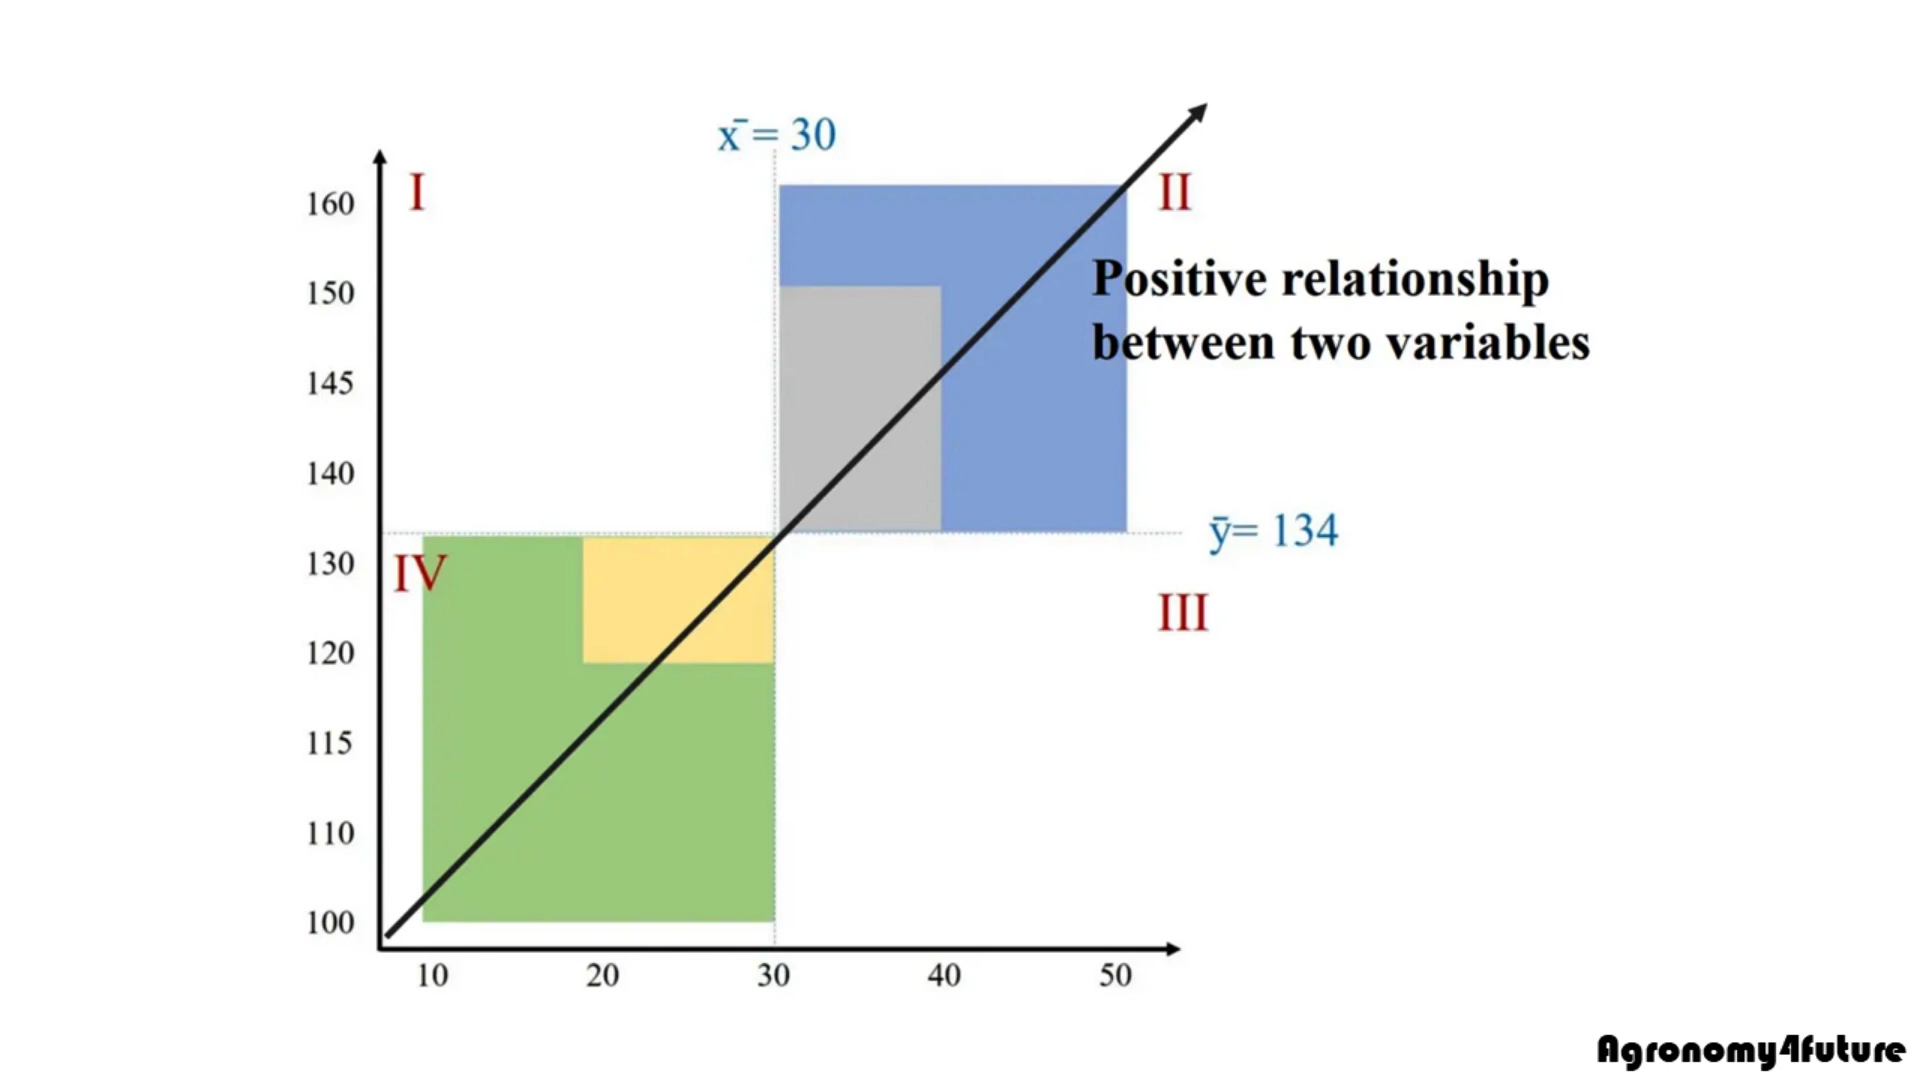 x̄ = 30
I
II
160
Positive relationship
between two variables
150
145
140
ȳ= 134
130
IV
III
120
115
110
100
10 20 30 40 50
Agronomy4future